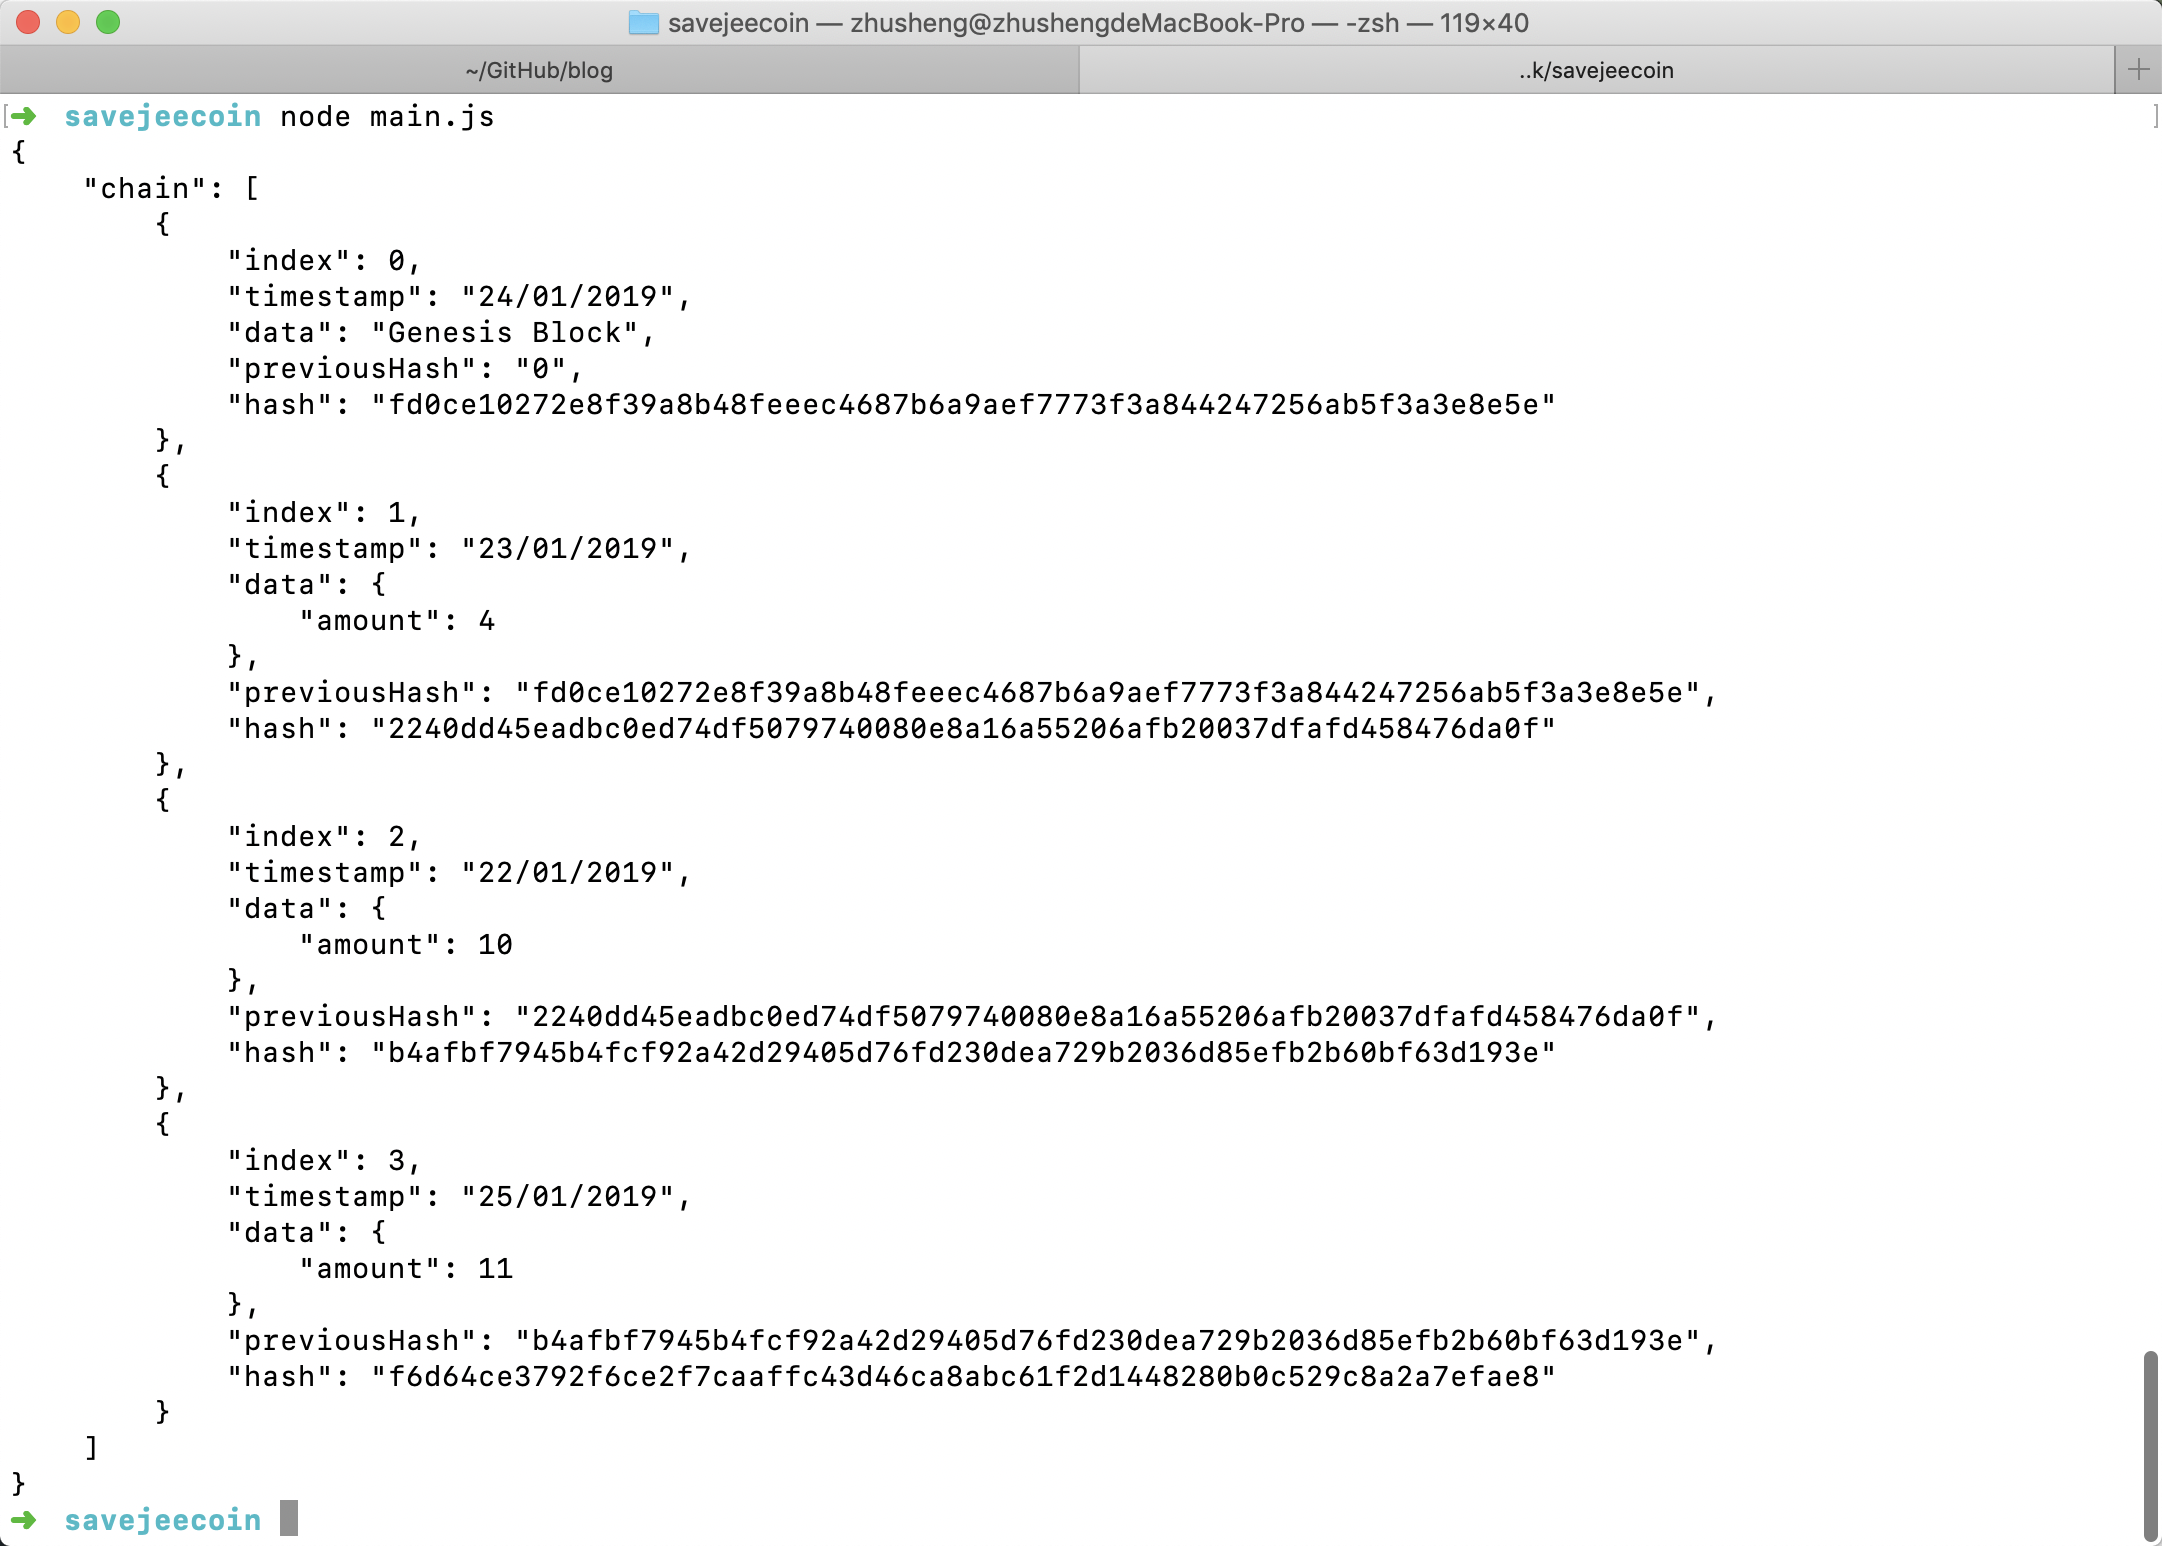 savejeecoin — zhusheng@zhushengdeMacBook-Pro — -zsh — 119×40
~/GitHub/blog ..k/savejeecoin +
[➜  savejeecoin node main.js ]
{
    "chain": [
        {
            "index": 0,
            "timestamp": "24/01/2019",
            "data": "Genesis Block",
            "previousHash": "0",
            "hash": "fd0ce10272e8f39a8b48feeec4687b6a9aef7773f3a844247256ab5f3a3e8e5e"
        },
        {
            "index": 1,
            "timestamp": "23/01/2019",
            "data": {
                "amount": 4
            },
            "previousHash": "fd0ce10272e8f39a8b48feeec4687b6a9aef7773f3a844247256ab5f3a3e8e5e",
            "hash": "2240dd45eadbc0ed74df5079740080e8a16a55206afb20037dfafd458476da0f"
        },
        {
            "index": 2,
            "timestamp": "22/01/2019",
            "data": {
                "amount": 10
            },
            "previousHash": "2240dd45eadbc0ed74df5079740080e8a16a55206afb20037dfafd458476da0f",
            "hash": "b4afbf7945b4fcf92a42d29405d76fd230dea729b2036d85efb2b60bf63d193e"
        },
        {
            "index": 3,
            "timestamp": "25/01/2019",
            "data": {
                "amount": 11
            },
            "previousHash": "b4afbf7945b4fcf92a42d29405d76fd230dea729b2036d85efb2b60bf63d193e",
            "hash": "f6d64ce3792f6ce2f7caaffc43d46ca8abc61f2d1448280b0c529c8a2a7efae8"
        }
    ]
}
➜  savejeecoin